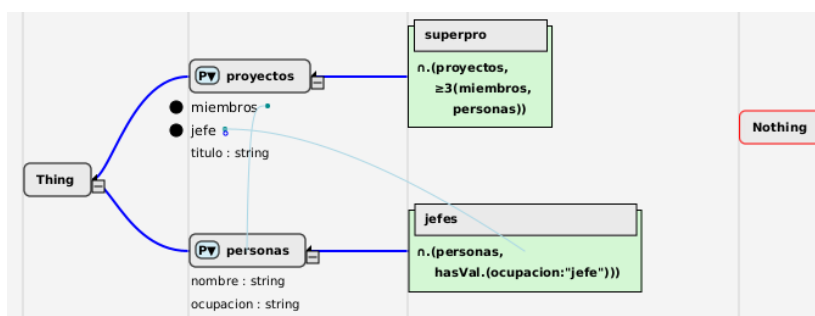 superpro
P▼ proyectos
∩.(proyectos,
≥3(miembros,
personas))
miembros
jefe
titulo : string
Nothing
Thing
jefes
P▼ personas
∩.(personas,
hasVal.(ocupacion:"jefe")))
nombre : string
ocupacion : string